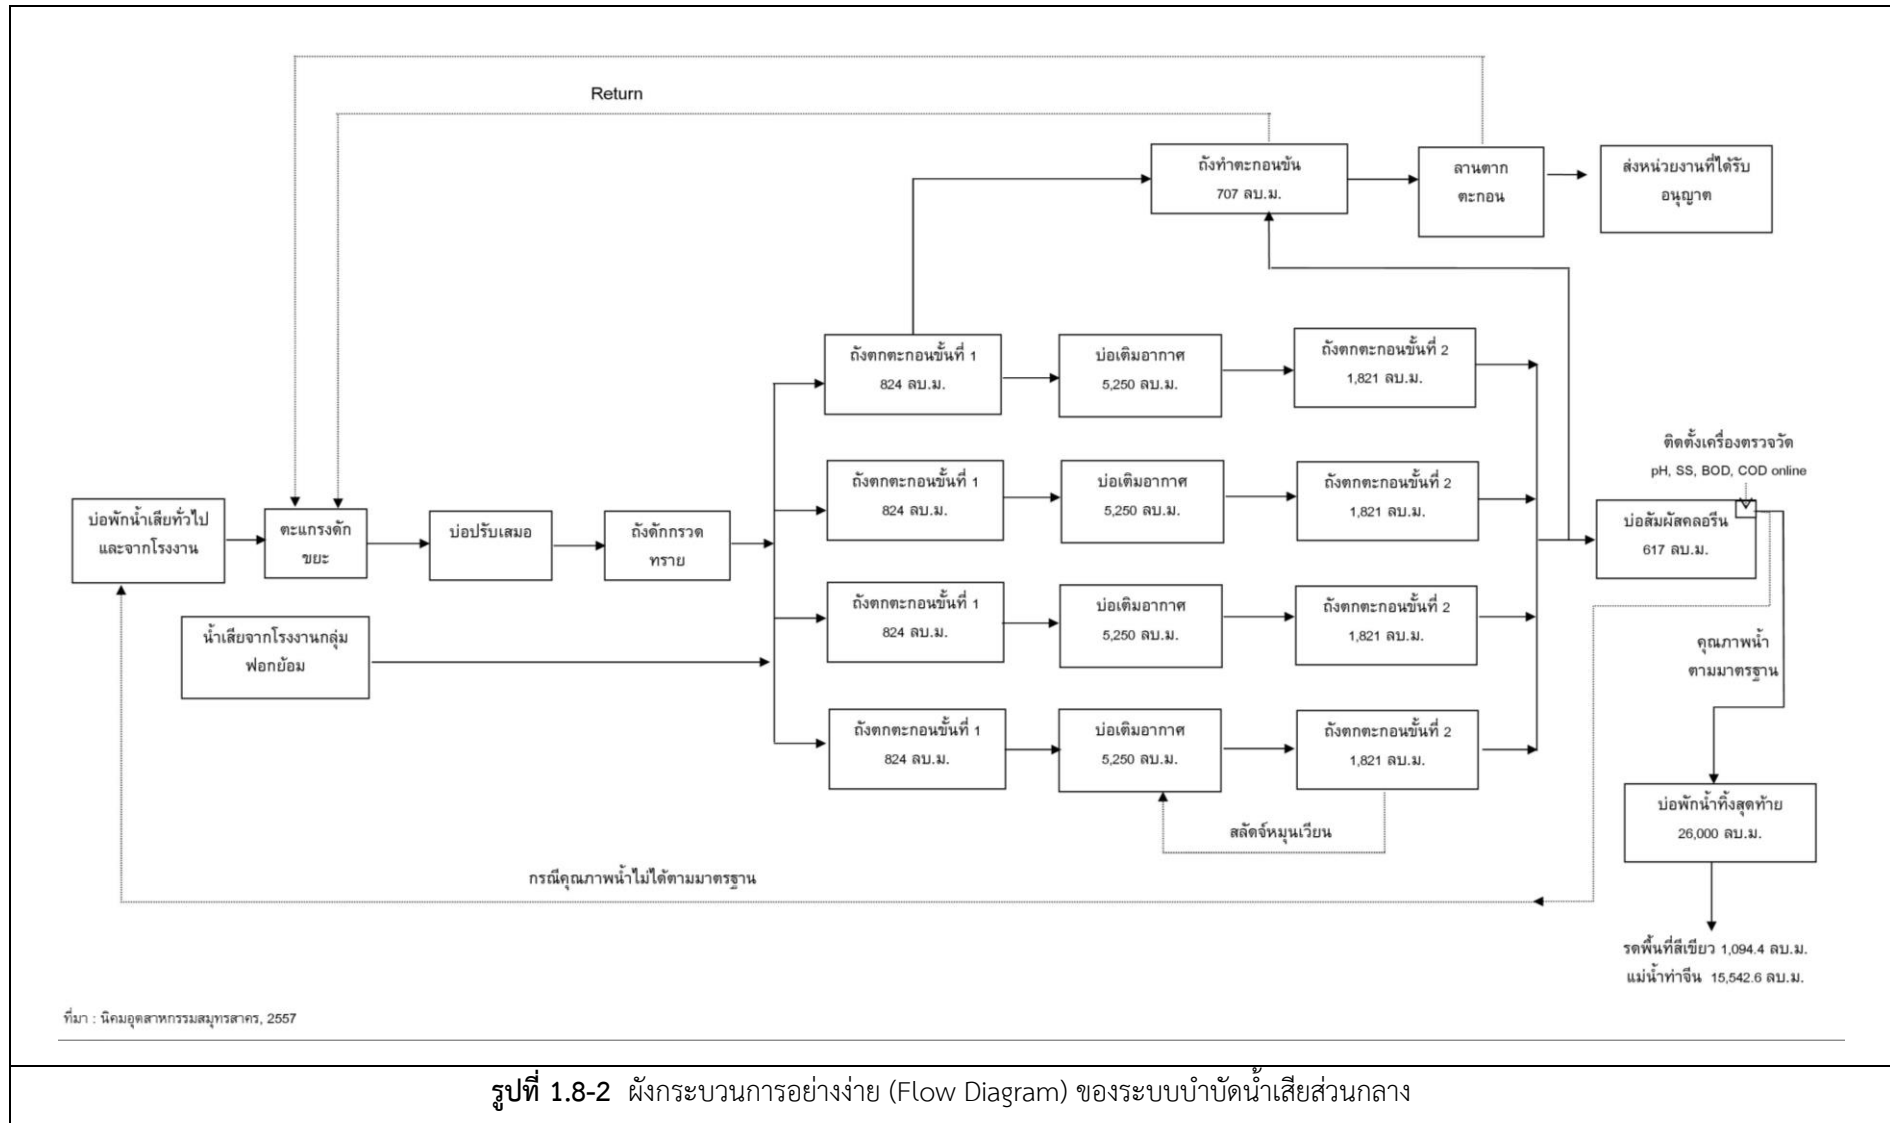 Return
ถังทำตะกอนข้น
707 ลบ.ม.
ลานตาก
ตะกอน
ส่งหน่วยงานที่ได้รับ
อนุญาต
ถังตกตะกอนขั้นที่ 1
824 ลบ.ม.
บ่อเติมอากาศ
5,250 ลบ.ม.
ถังตกตะกอนขั้นที่ 2
1,821 ลบ.ม.
ติดตั้งเครื่องตรวจวัด
pH, SS, BOD, COD online
ถังตกตะกอนขั้นที่ 1
824 ลบ.ม.
บ่อเติมอากาศ
5,250 ลบ.ม.
ถังตกตะกอนขั้นที่ 2
1,821 ลบ.ม.
บ่อพักน้ำเสียทั่วไป
และจากโรงงาน
ตะแกรงดัก
ขยะ
บ่อปรับเสมอ
ถังดักกรวด
ทราย
บ่อสัมผัสคลอรีน
617 ลบ.ม.
ถังตกตะกอนขั้นที่ 1
824 ลบ.ม.
บ่อเติมอากาศ
5,250 ลบ.ม.
ถังตกตะกอนขั้นที่ 2
1,821 ลบ.ม.
น้ำเสียจากโรงงานกลุ่ม
ฟอกย้อม
คุณภาพน้ำ
ตามมาตรฐาน
ถังตกตะกอนขั้นที่ 1
824 ลบ.ม.
บ่อเติมอากาศ
5,250 ลบ.ม.
ถังตกตะกอนขั้นที่ 2
1,821 ลบ.ม.
สลัดจ์หมุนเวียน
บ่อพักน้ำทิ้งสุดท้าย
26,000 ลบ.ม.
กรณีคุณภาพน้ำไม่ได้ตามมาตรฐาน
รดพื้นที่สีเขียว 1,094.4 ลบ.ม.
แม่น้ำท่าจีน 15,542.6 ลบ.ม.
ที่มา : นิคมอุตสาหกรรมสมุทรสาคร, 2557
รูปที่ 1.8-2 ผังกระบวนการอย่างง่าย (Flow Diagram) ของระบบบำบัดน้ำเสียส่วนกลาง